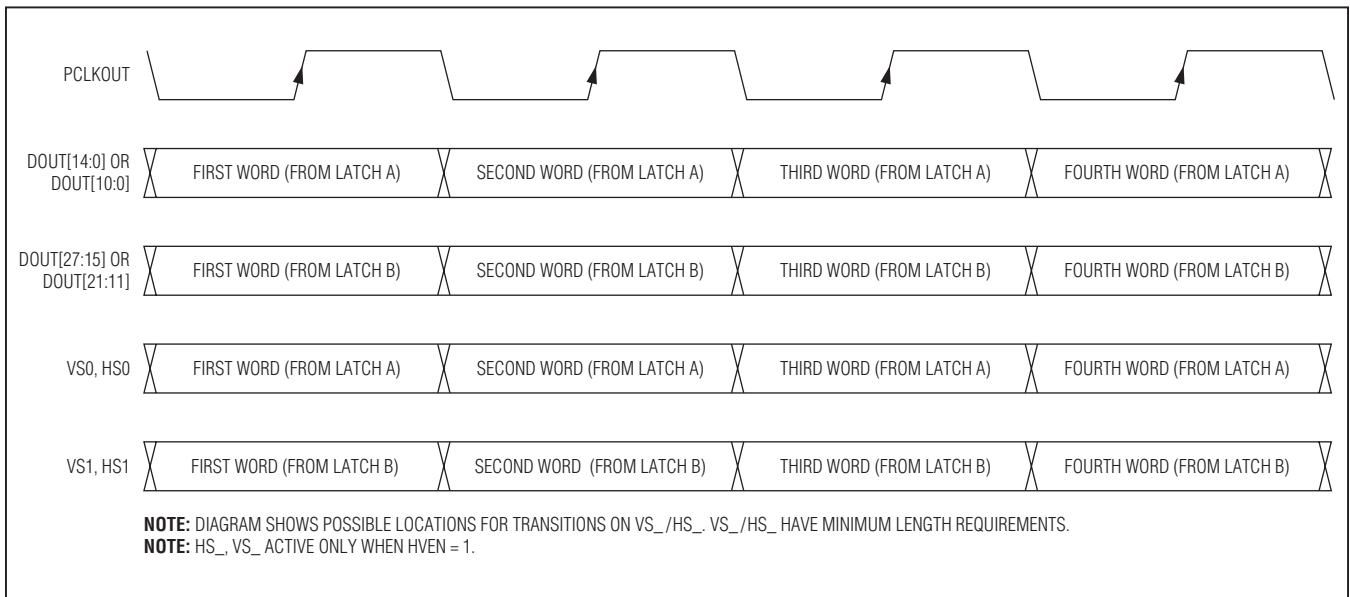 PCLKOUT
DOUT[14:0] OR
DOUT[10:0]
FIRST WORD (FROM LATCH A)
SECOND WORD (FROM LATCH A)
THIRD WORD (FROM LATCH A)
FOURTH WORD (FROM LATCH A)
DOUT[27:15] OR
DOUT[21:11]
FIRST WORD (FROM LATCH B)
SECOND WORD (FROM LATCH B)
THIRD WORD (FROM LATCH B)
FOURTH WORD (FROM LATCH B)
VS0, HS0
FIRST WORD (FROM LATCH A)
SECOND WORD (FROM LATCH A)
THIRD WORD (FROM LATCH A)
FOURTH WORD (FROM LATCH A)
VS1, HS1
FIRST WORD (FROM LATCH B)
SECOND WORD (FROM LATCH B)
THIRD WORD (FROM LATCH B)
FOURTH WORD (FROM LATCH B)
NOTE: DIAGRAM SHOWS POSSIBLE LOCATIONS FOR TRANSITIONS ON VS_/HS_. VS_/HS_ HAVE MINIMUM LENGTH REQUIREMENTS.
NOTE: HS_, VS_ ACTIVE ONLY WHEN HVEN = 1.